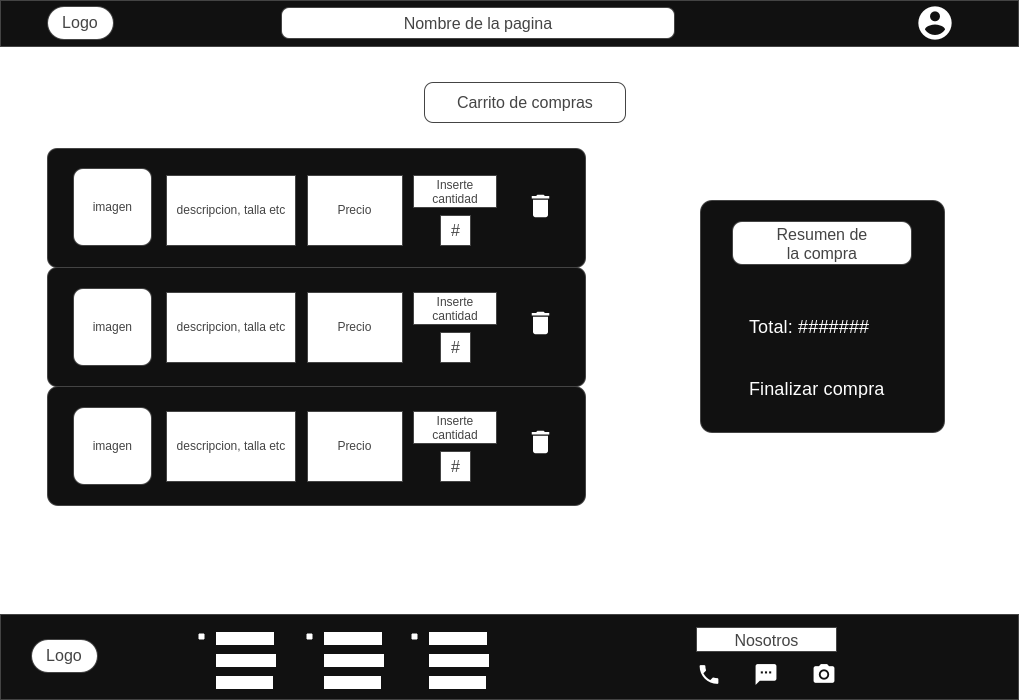 Logo
Nombre de la pagina
Carrito de compras
imagen
descripcion, talla etc
Precio
Inserte
cantidad
#
imagen
descripcion, talla etc
Precio
Inserte
cantidad
#
imagen
descripcion, talla etc
Precio
Inserte
cantidad
#
Resumen de
la compra
Total: #######
Finalizar compra
Logo
Nosotros